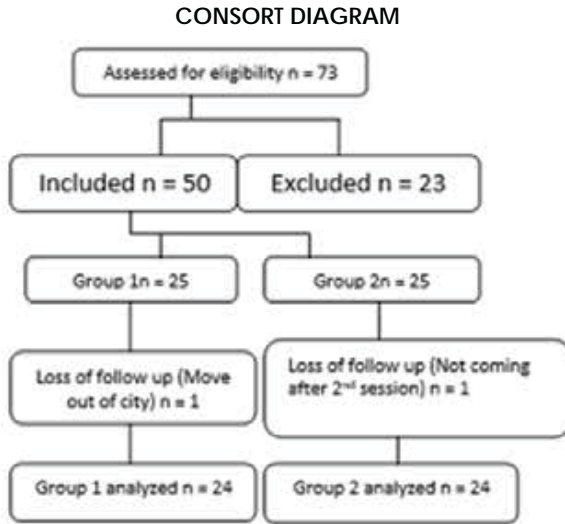 CONSORT DIAGRAM
Assessed for eligibility n = 73
Included n = 50
Excluded n = 23
Group 1n = 25
Group 2n = 25
Loss of follow up (Move
out of city) n = 1
Loss of follow up (Not coming
after 2nd session) n = 1
Group 1 analyzed n = 24
Group 2 analyzed n = 24